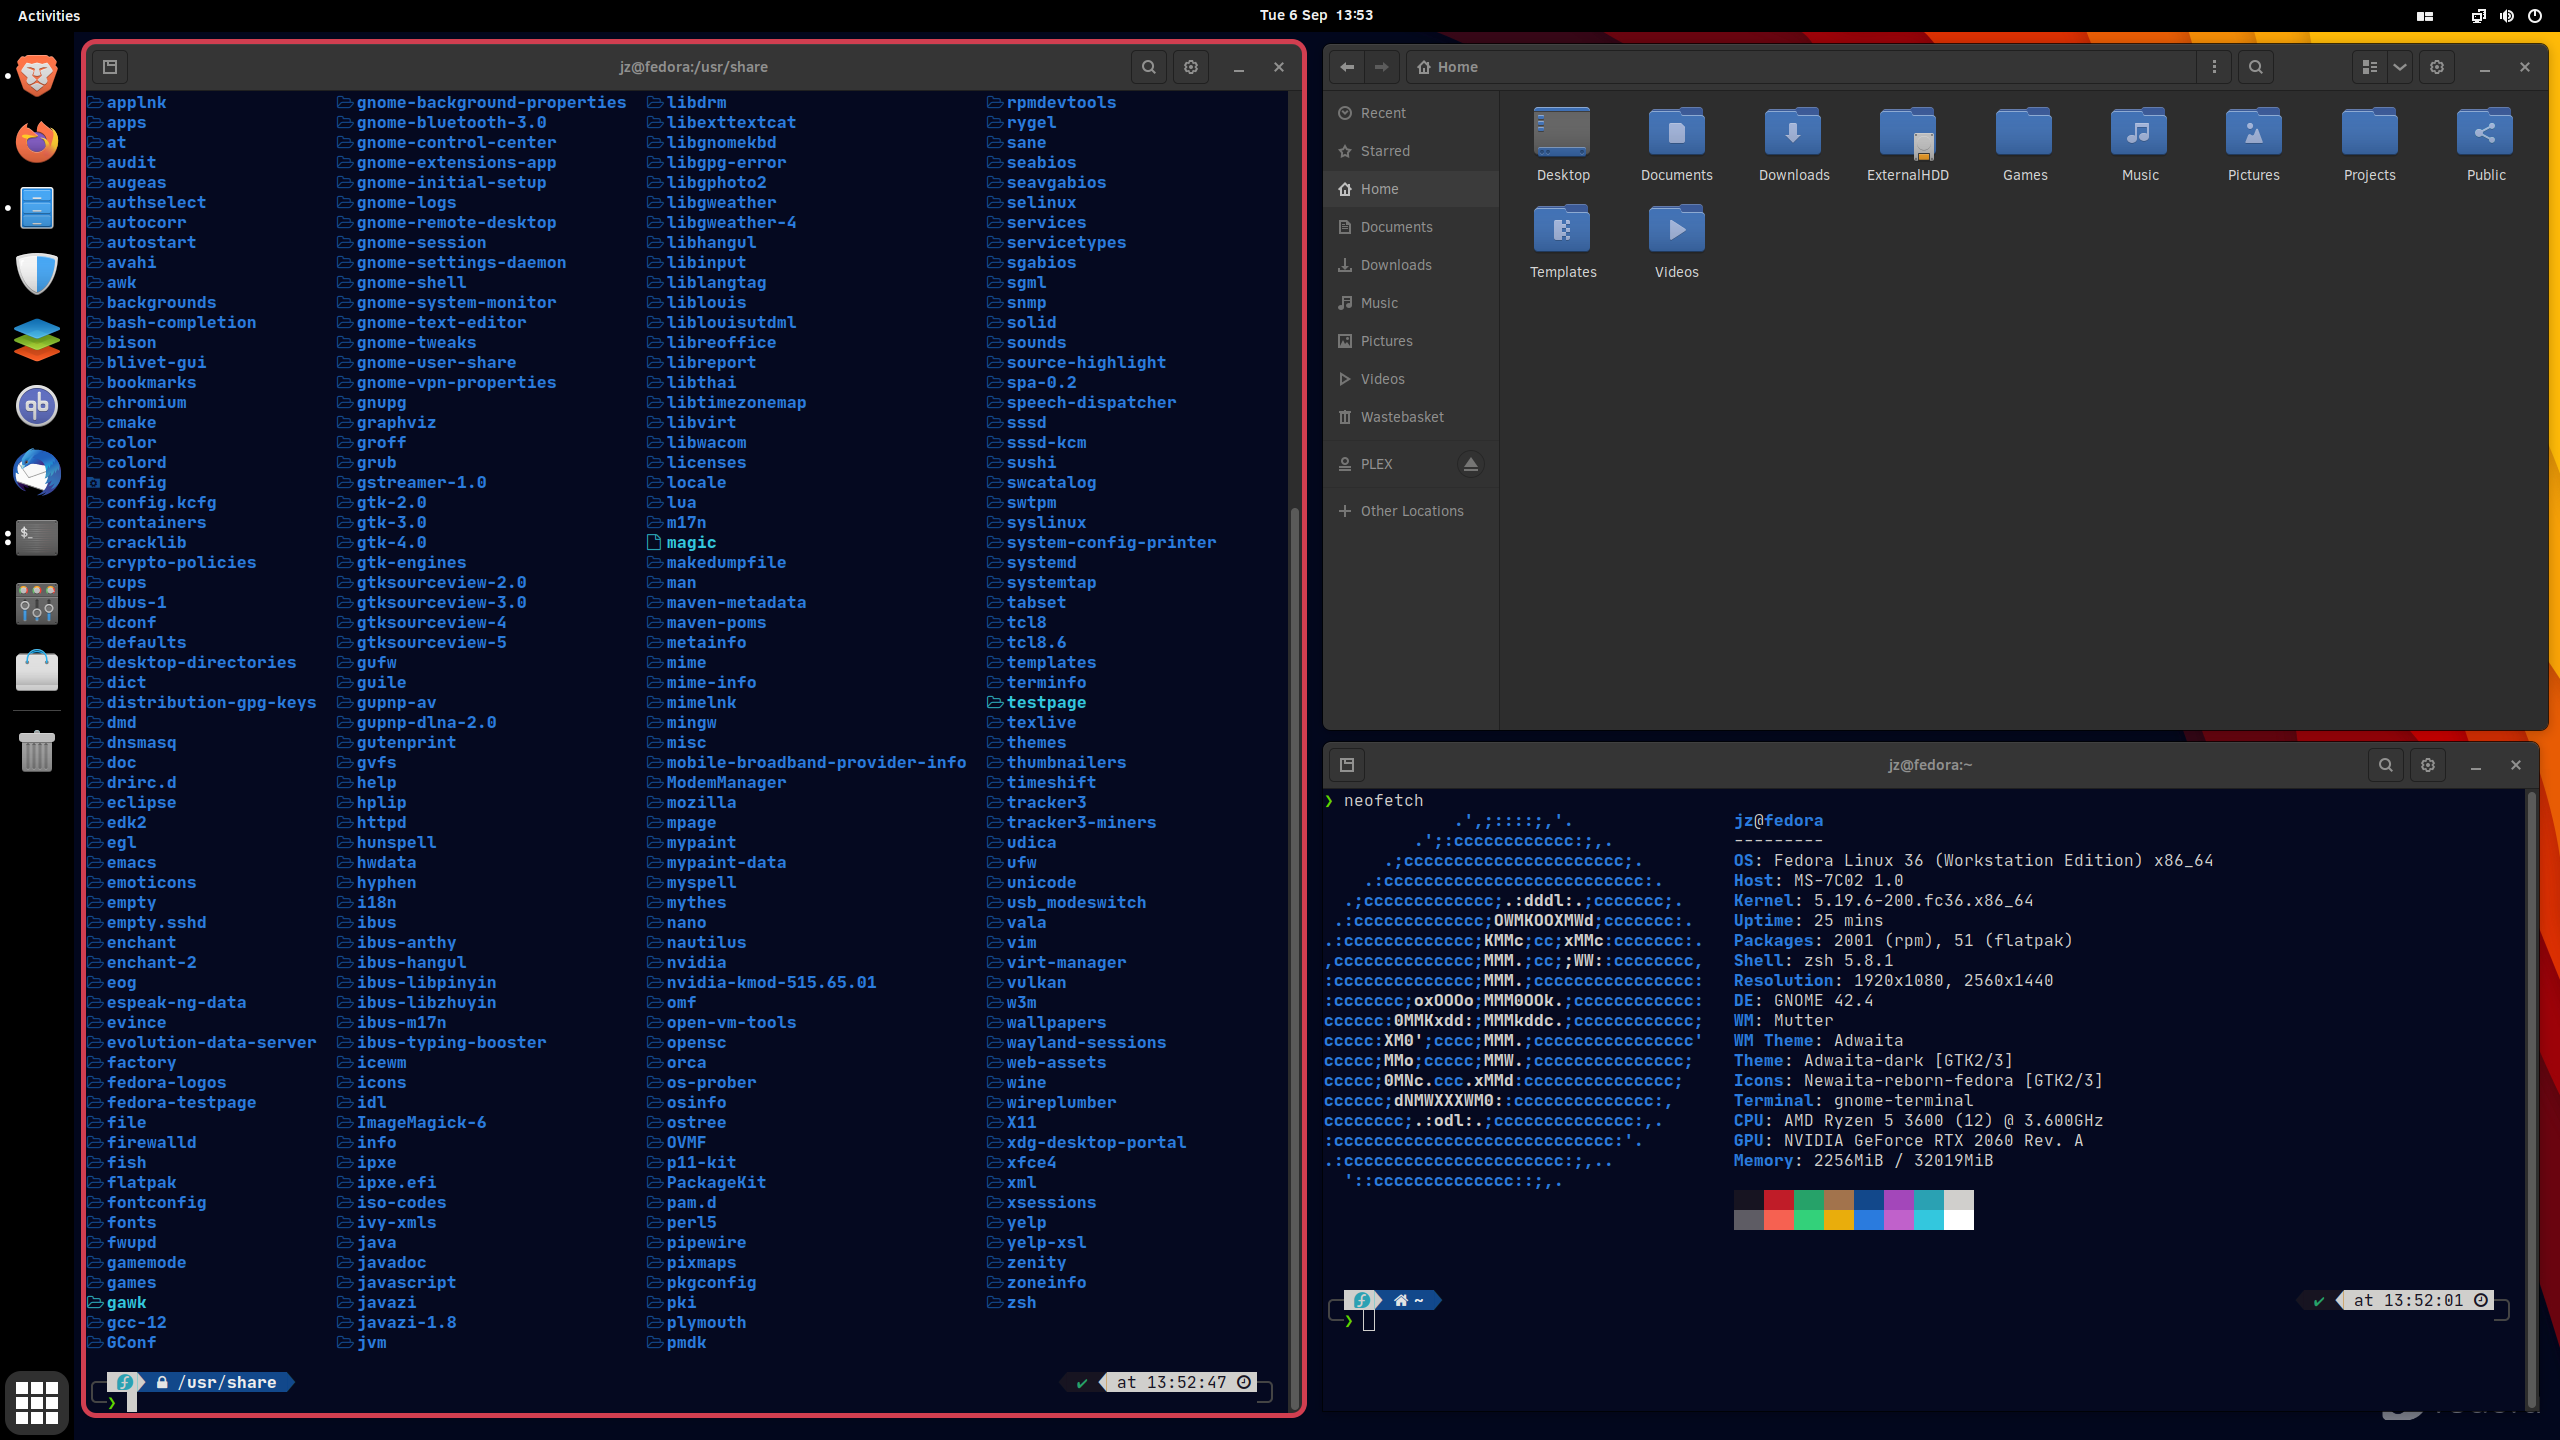 Activities
Tue 6 Sep 13:53
jz@fedora:/usr/share
applnk gnome-background-properties libdrm rpmdevtools
apps gnome-bluetooth-3.0 libexttextcat rygel
at gnome-control-center libgnomekbd sane
audit gnome-extensions-app libgpg-error seabios
augeas gnome-initial-setup libgphoto2 seavgabios
authselect gnome-logs libgweather selinux
autocorr gnome-remote-desktop libgweather-4 services
autostart gnome-session libhangul servicetypes
avahi gnome-settings-daemon libinput sgabios
awk gnome-shell liblangtag sgml
backgrounds gnome-system-monitor liblouis snmp
bash-completion gnome-text-editor liblouisutdml solid
bison gnome-tweaks libreoffice sounds
blivet-gui gnome-user-share libreport source-highlight
bookmarks gnome-vpn-properties libthai spa-0.2
chromium gnupg libtimezonemap speech-dispatcher
cmake graphviz libvirt sssd
color groff libwacom sssd-kcm
colord grub licenses sushi
config gstreamer-1.0 locale swcatalog
config.kcfg gtk-2.0 lua swtpm
containers gtk-3.0 m17n syslinux
cracklib gtk-4.0 magic system-config-printer
crypto-policies gtk-engines makedumpfile systemd
cups gtksourceview-2.0 man systemtap
dbus-1 gtksourceview-3.0 maven-metadata tabset
dconf gtksourceview-4 maven-poms tcl8
defaults gtksourceview-5 metainfo tcl8.6
desktop-directories gufw mime templates
dict guile mime-info terminfo
distribution-gpg-keys gupnp-av mimelnk testpage
dmd gupnp-dlna-2.0 mingw texlive
dnsmasq gutenprint misc themes
doc gvfs mobile-broadband-provider-info thumbnailers
drirc.d help ModemManager timeshift
eclipse hplip mozilla tracker3
edk2 httpd mpage tracker3-miners
egl hunspell mypaint udica
emacs hwdata mypaint-data ufw
emoticons hyphen myspell unicode
empty i18n mythes usb_modeswitch
empty.sshd ibus nano vala
enchant ibus-anthy nautilus vim
enchant-2 ibus-hangul nvidia virt-manager
eog ibus-libpinyin nvidia-kmod-515.65.01 vulkan
espeak-ng-data ibus-libzhuyin omf w3m
evince ibus-m17n open-vm-tools wallpapers
evolution-data-server ibus-typing-booster opensc wayland-sessions
factory icewm orca web-assets
fedora-logos icons os-prober wine
fedora-testpage idl osinfo wireplumber
file ImageMagick-6 ostree X11
firewalld info OVMF xdg-desktop-portal
fish ipxe p11-kit xfce4
flatpak ipxe.efi PackageKit xml
fontconfig iso-codes pam.d xsessions
fonts ivy-xmls perl5 yelp
fwupd java pipewire yelp-xsl
gamemode javadoc pixmaps zenity
games javascript pkgconfig zoneinfo
gawk javazi pki zsh
gcc-12 javazi-1.8 plymouth
GConf jvm pmdk
/usr/share ✔ at 13:52:47
❯
Home
Recent
Starred
Home
Documents
Downloads
Music
Pictures
Videos
Wastebasket
PLEX
Other Locations
Desktop Documents Downloads ExternalHDD Games Music Pictures Projects Public
Templates Videos
jz@fedora:~
❯ neofetch
jz@fedora
---------
OS: Fedora Linux 36 (Workstation Edition) x86_64
Host: MS-7C02 1.0
Kernel: 5.19.6-200.fc36.x86_64
Uptime: 25 mins
Packages: 2001 (rpm), 51 (flatpak)
Shell: zsh 5.8.1
Resolution: 1920x1080, 2560x1440
DE: GNOME 42.4
WM: Mutter
WM Theme: Adwaita
Theme: Adwaita-dark [GTK2/3]
Icons: Newaita-reborn-fedora [GTK2/3]
Terminal: gnome-terminal
CPU: AMD Ryzen 5 3600 (12) @ 3.600GHz
GPU: NVIDIA GeForce RTX 2060 Rev. A
Memory: 2256MiB / 32019MiB
~ ✔ at 13:52:01
❯